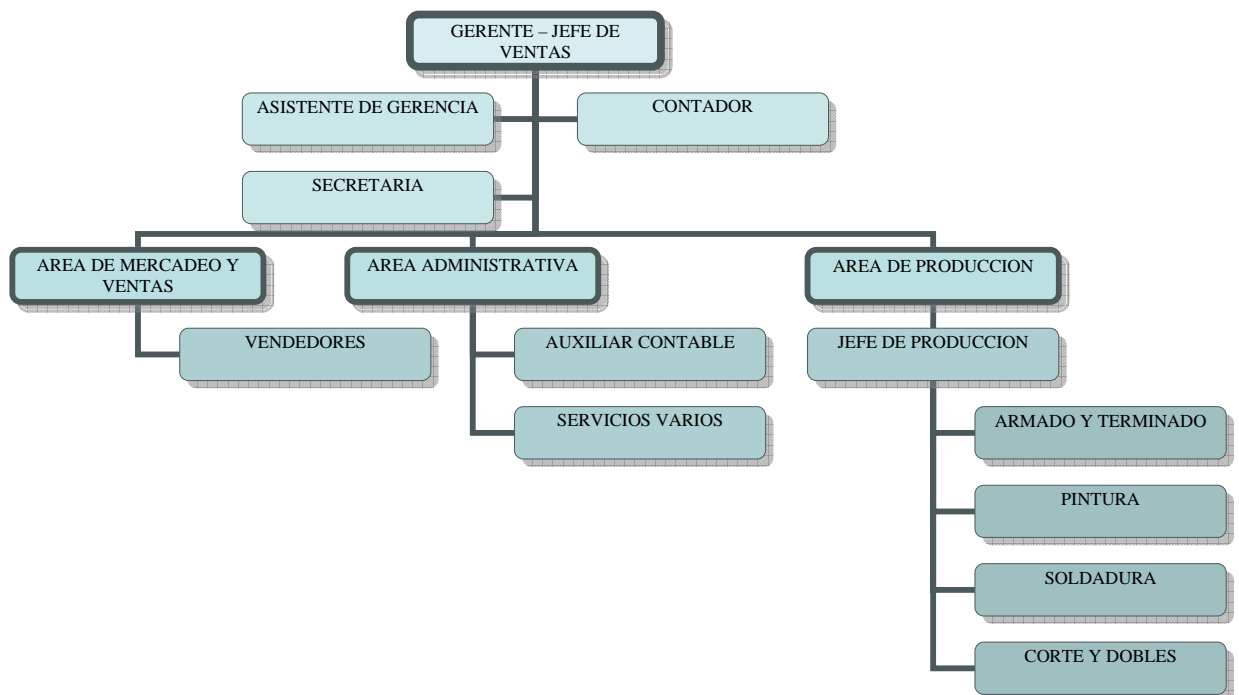 GERENTE – JEFE DE
VENTAS
ASISTENTE DE GERENCIA
CONTADOR
SECRETARIA
AREA DE MERCADEO Y
VENTAS
AREA ADMINISTRATIVA
AREA DE PRODUCCION
VENDEDORES
AUXILIAR CONTABLE
JEFE DE PRODUCCION
SERVICIOS VARIOS
ARMADO Y TERMINADO
PINTURA
SOLDADURA
CORTE Y DOBLES